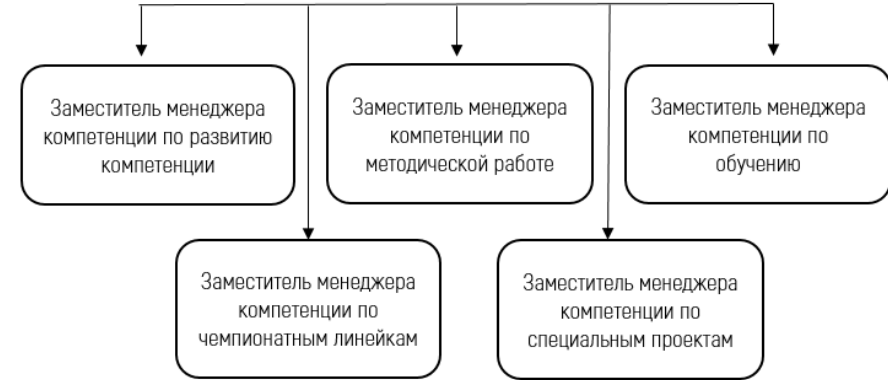 Заместитель менеджера
компетенции по развитию
компетенции
Заместитель менеджера
компетенции по
методической работе
Заместитель менеджера
компетенции по
обучению
Заместитель менеджера
компетенции по
чемпионатным линейкам
Заместитель менеджера
компетенции по
специальным проектам